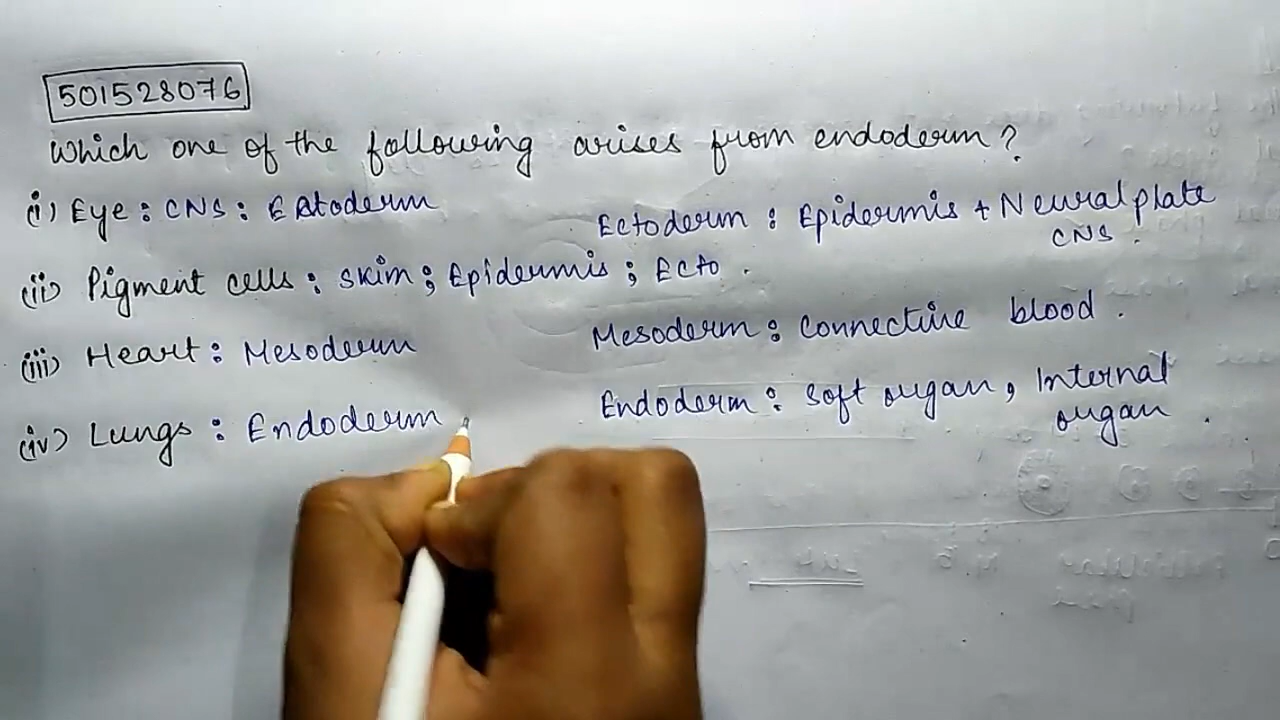 501528076
Which one of the following arises from endoderm?
(i) Eye : CNS : Ectoderm
Ectoderm : Epidermis + Neural plate
CNS.
(ii) Pigment cells : Skin ; Epidermis ; Ecto.
Mesoderm : Connective blood.
(iii) Heart : Mesoderm
Endoderm : Soft organ, Internal
organ.
(iv) Lungs : Endoderm